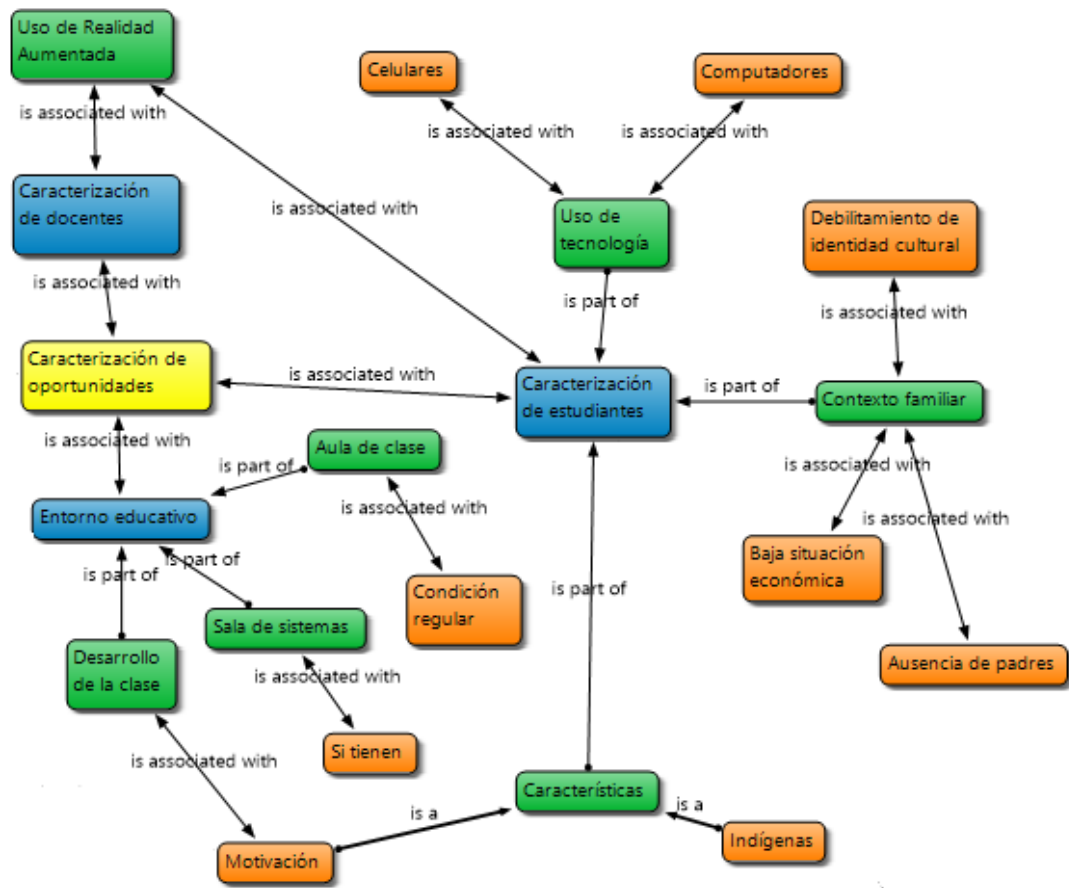 Uso de Realidad
Aumentada
Celulares
Computadores
is associated with
is associated with
is associated with
Caracterización
de docentes
is associated with
Uso de
tecnología
Debilitamiento de
identidad cultural
is associated with
is part of
is associated with
Caracterización de
oportunidades
is associated with
Caracterización
de estudiantes
is part of
Contexto familiar
is associated with
Aula de clase
is part of
is associated with
is associated with
Entorno educativo
is associated with
is part of
is part of
Baja situación
económica
Condición
regular
is part of
Sala de sistemas
Desarrollo
de la clase
Ausencia de padres
is associated with
is associated with
Si tienen
Características
is a
is a
Motivación
Indígenas